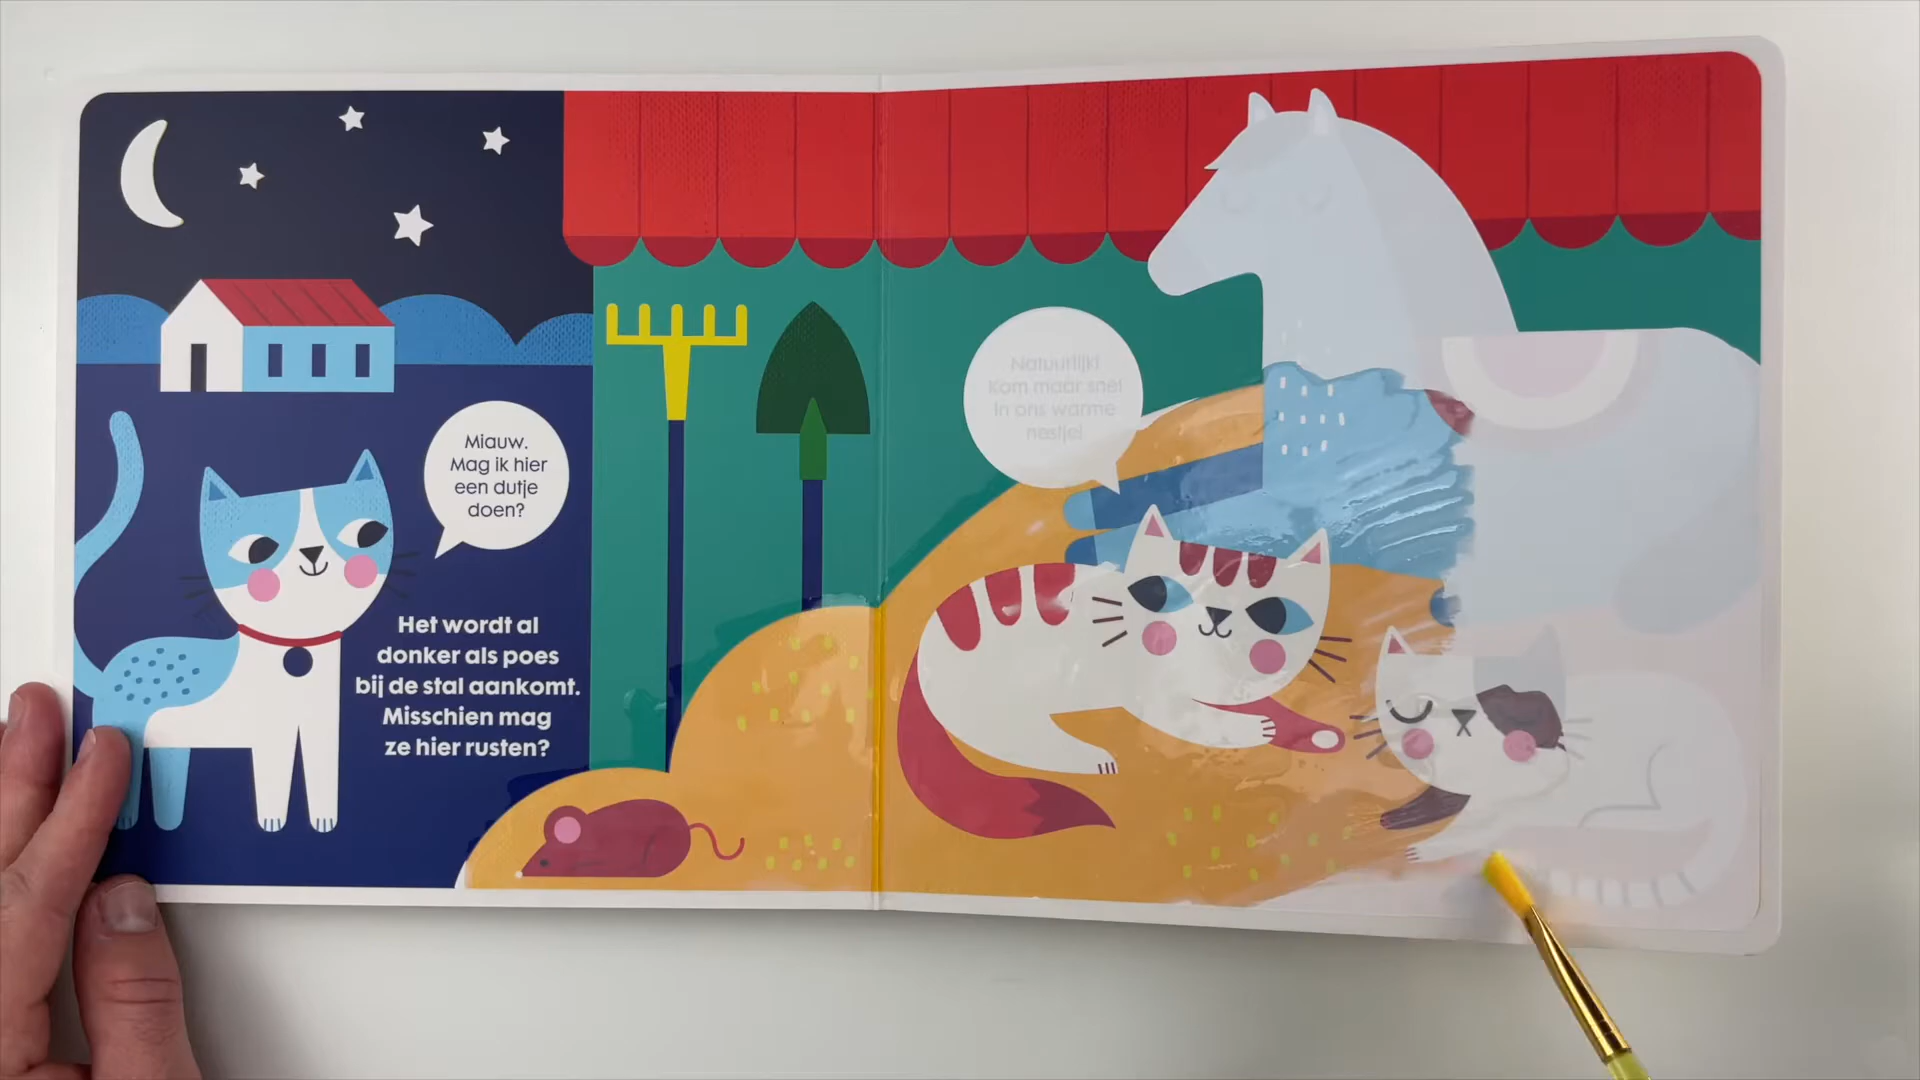 Miauw.
Mag ik hier
een dutje
doen?
Het wordt al
donker als poes
bij de stal aankomt.
Misschien mag
ze hier rusten?
Natuurlijk!
Kom maar snel
in ons warme
nestje!